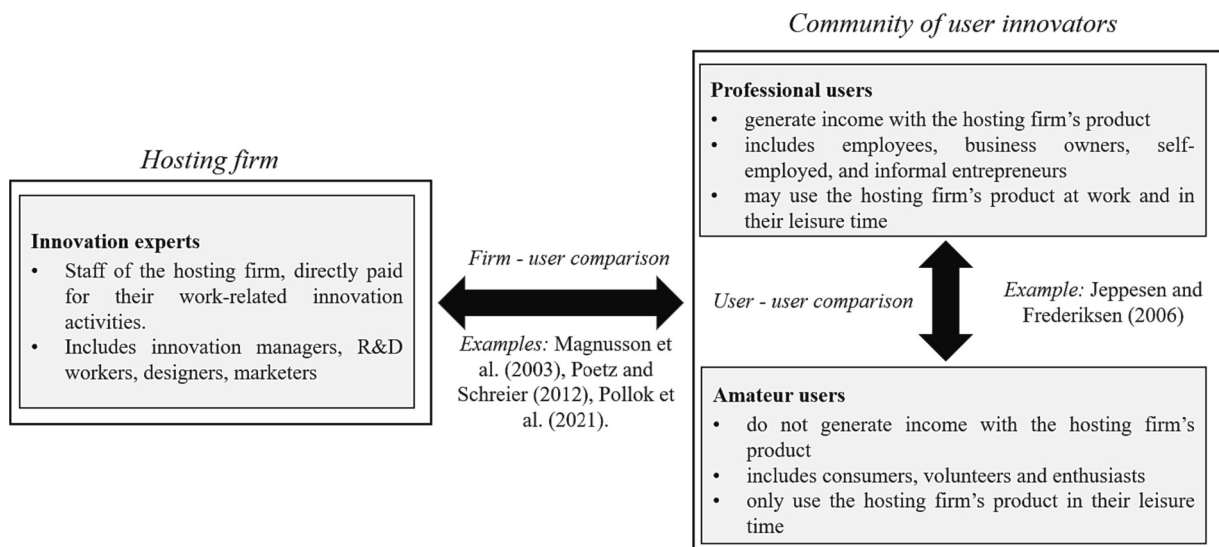 Hosting firm
Innovation experts
• Staff of the hosting firm, directly paid
for their work-related innovation
activities.
• Includes innovation managers, R&D
workers, designers, marketers
Firm - user comparison
Examples: Magnusson
et al. (2003), Poetz and
Schreier (2012), Pollok
et al. (2021).
Community of user innovators
Professional users
• generate income with the hosting firm's product
• includes employees, business owners, self-
employed, and informal entrepreneurs
• may use the hosting firm's product at work and in
their leisure time
User - user comparison
Example: Jeppesen and
Frederiksen (2006)
Amateur users
• do not generate income with the hosting firm's
product
• includes consumers, volunteers and enthusiasts
• only use the hosting firm's product in their leisure
time